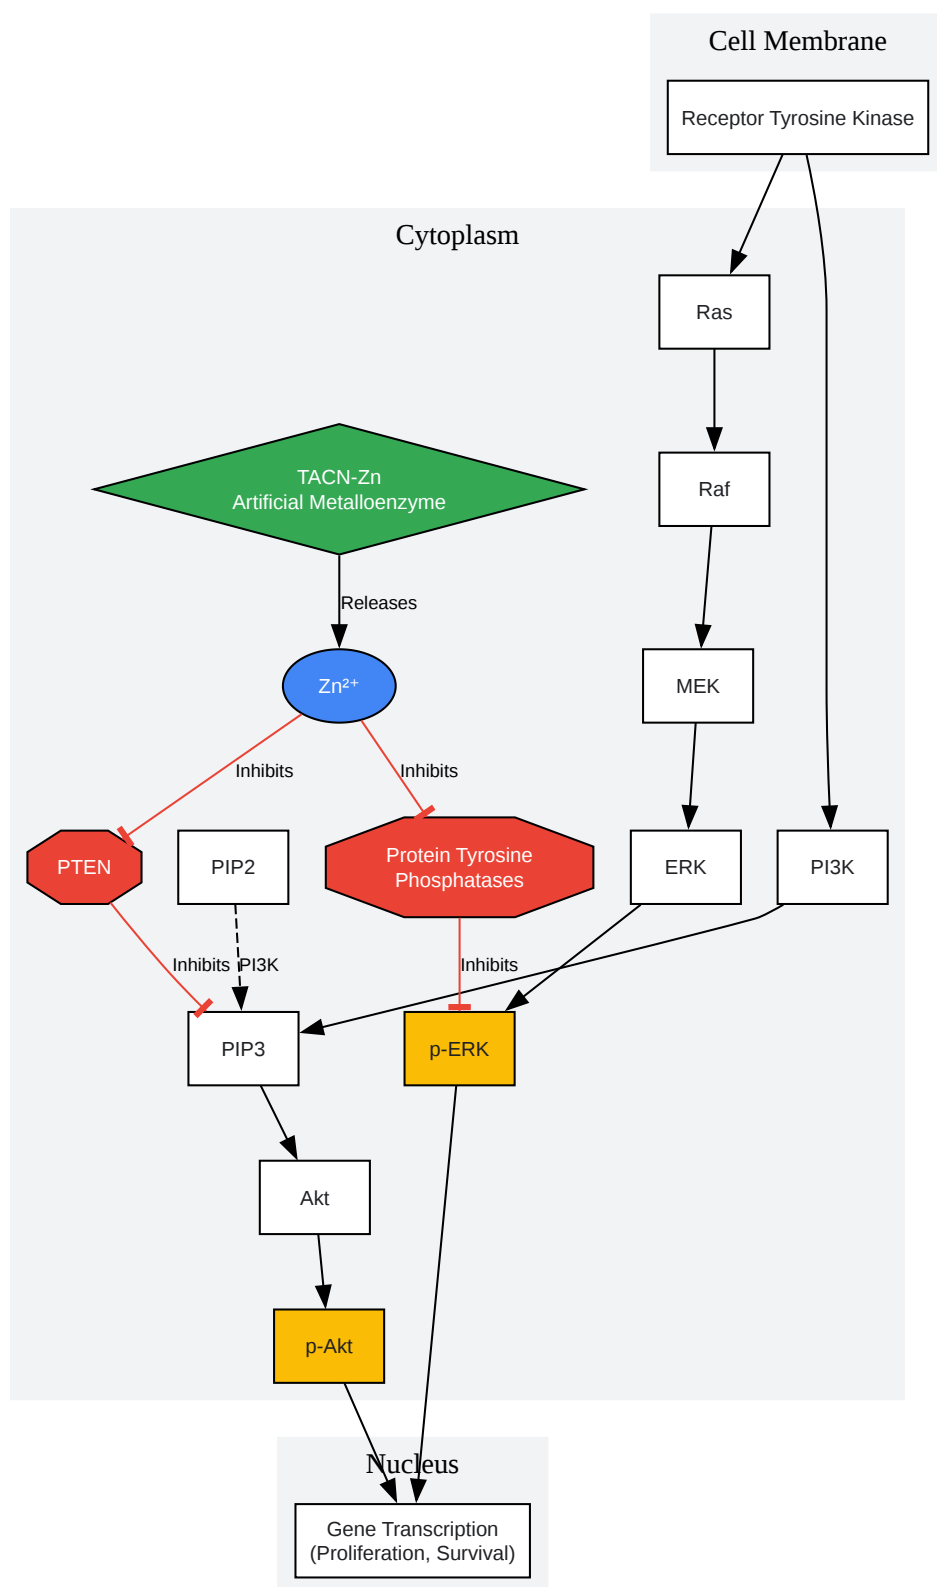 Cell Membrane
Receptor Tyrosine Kinase
Cytoplasm
Ras
TACN-Zn
Artificial Metalloenzyme
Raf
Releases
Zn²⁺
MEK
Inhibits
Inhibits
PTEN
PIP2
Protein Tyrosine
Phosphatases
ERK
PI3K
Inhibits
PI3K
Inhibits
PIP3
p-ERK
Akt
p-Akt
Nucleus
Gene Transcription
(Proliferation, Survival)